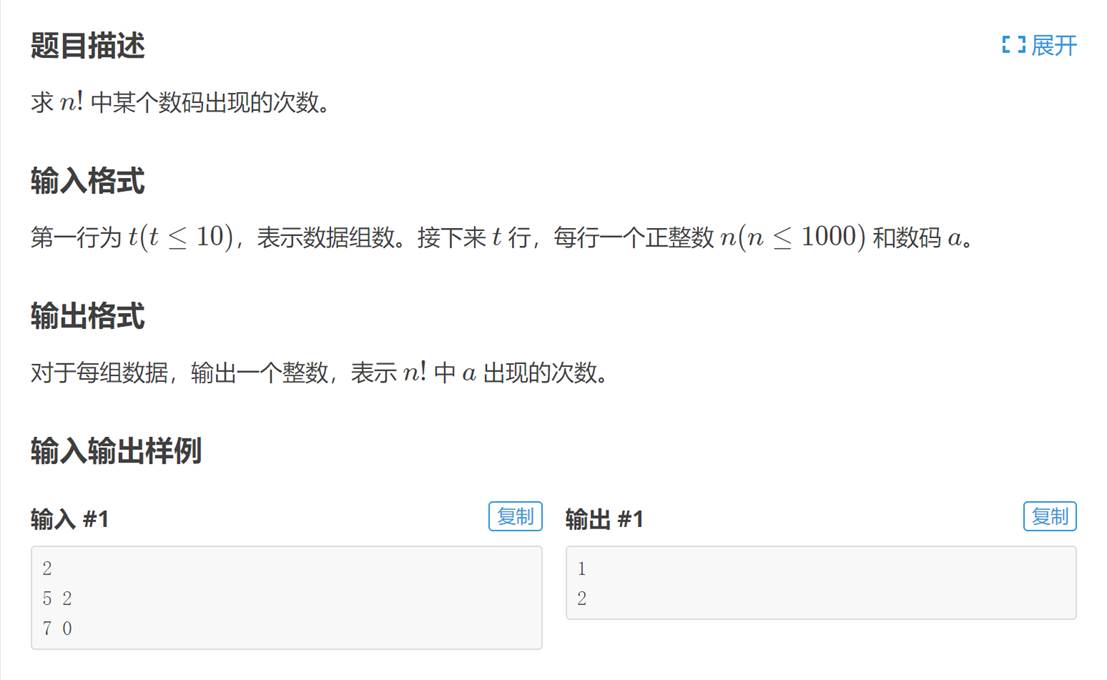 题目描述
展开
求 n! 中某个数码出现的次数。
输入格式
第一行为 t(t ≤ 10)，表示数据组数。接下来 t 行，每行一个正整数 n(n ≤ 1000) 和数码 a。
输出格式
对于每组数据，输出一个整数，表示 n! 中 a 出现的次数。
输入输出样例
输入 #1
复制
2
5 2
7 0
输出 #1
复制
1
2